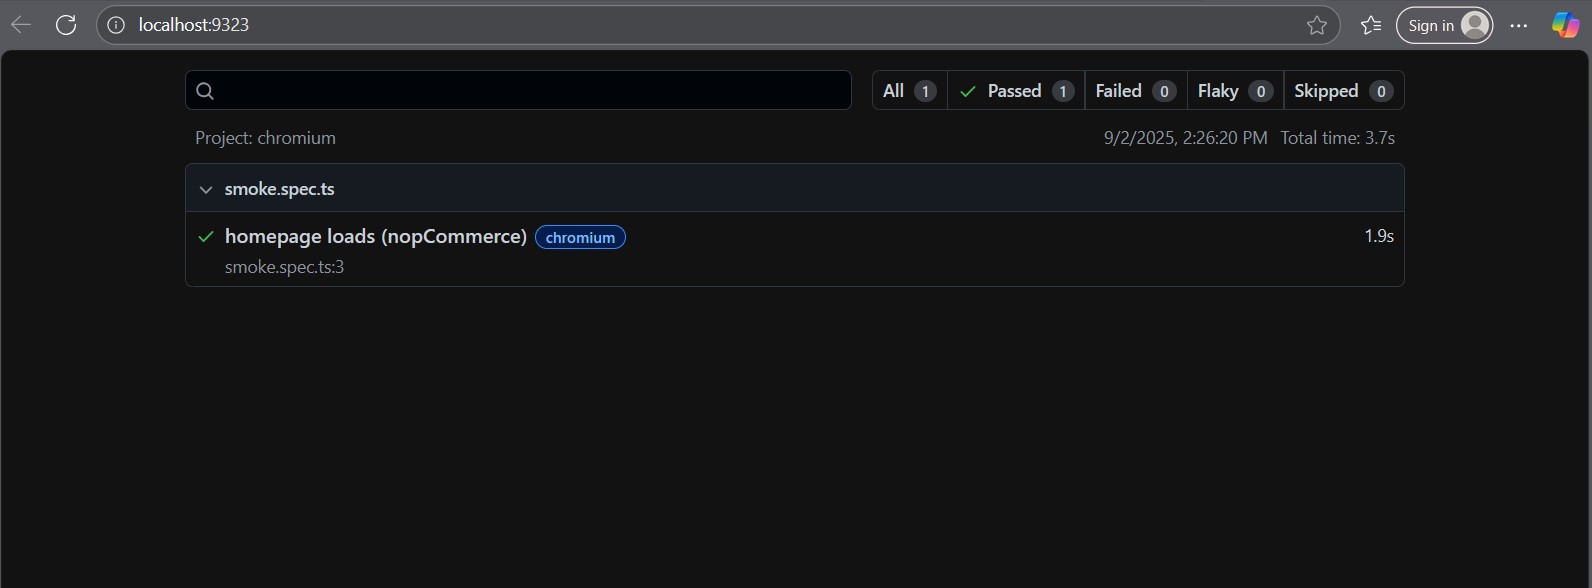 localhost:9323
Sign in
All 1 Passed 1 Failed 0 Flaky 0 Skipped 0
Project: chromium 9/2/2025, 2:26:20 PM Total time: 3.7s
smoke.spec.ts
homepage loads (nopCommerce) chromium 1.9s
smoke.spec.ts:3